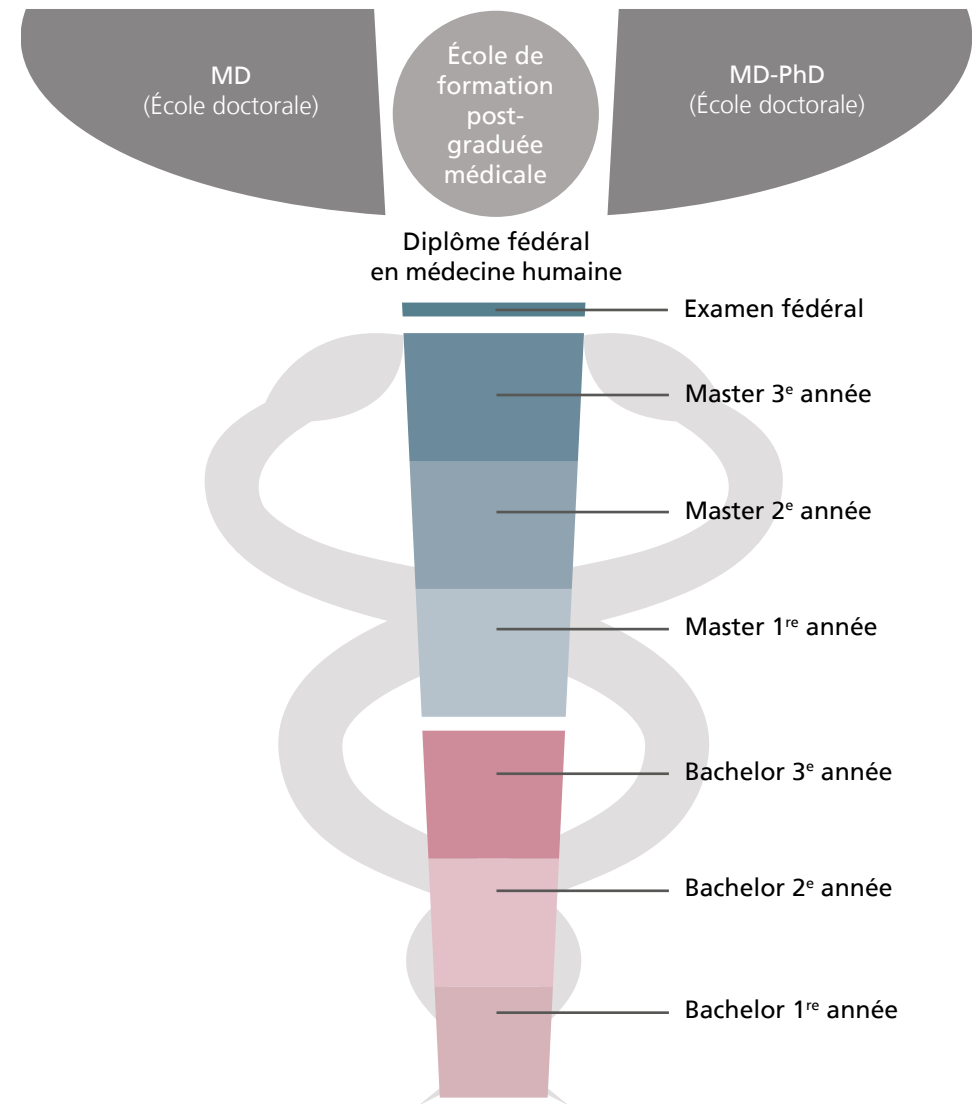 MD
(École doctorale)
École de
formation
post-
graduée
médicale
MD-PhD
(École doctorale)
Diplôme fédéral
en médecine humaine
Examen fédéral
Master 3e année
Master 2e année
Master 1re année
Bachelor 3e année
Bachelor 2e année
Bachelor 1re année